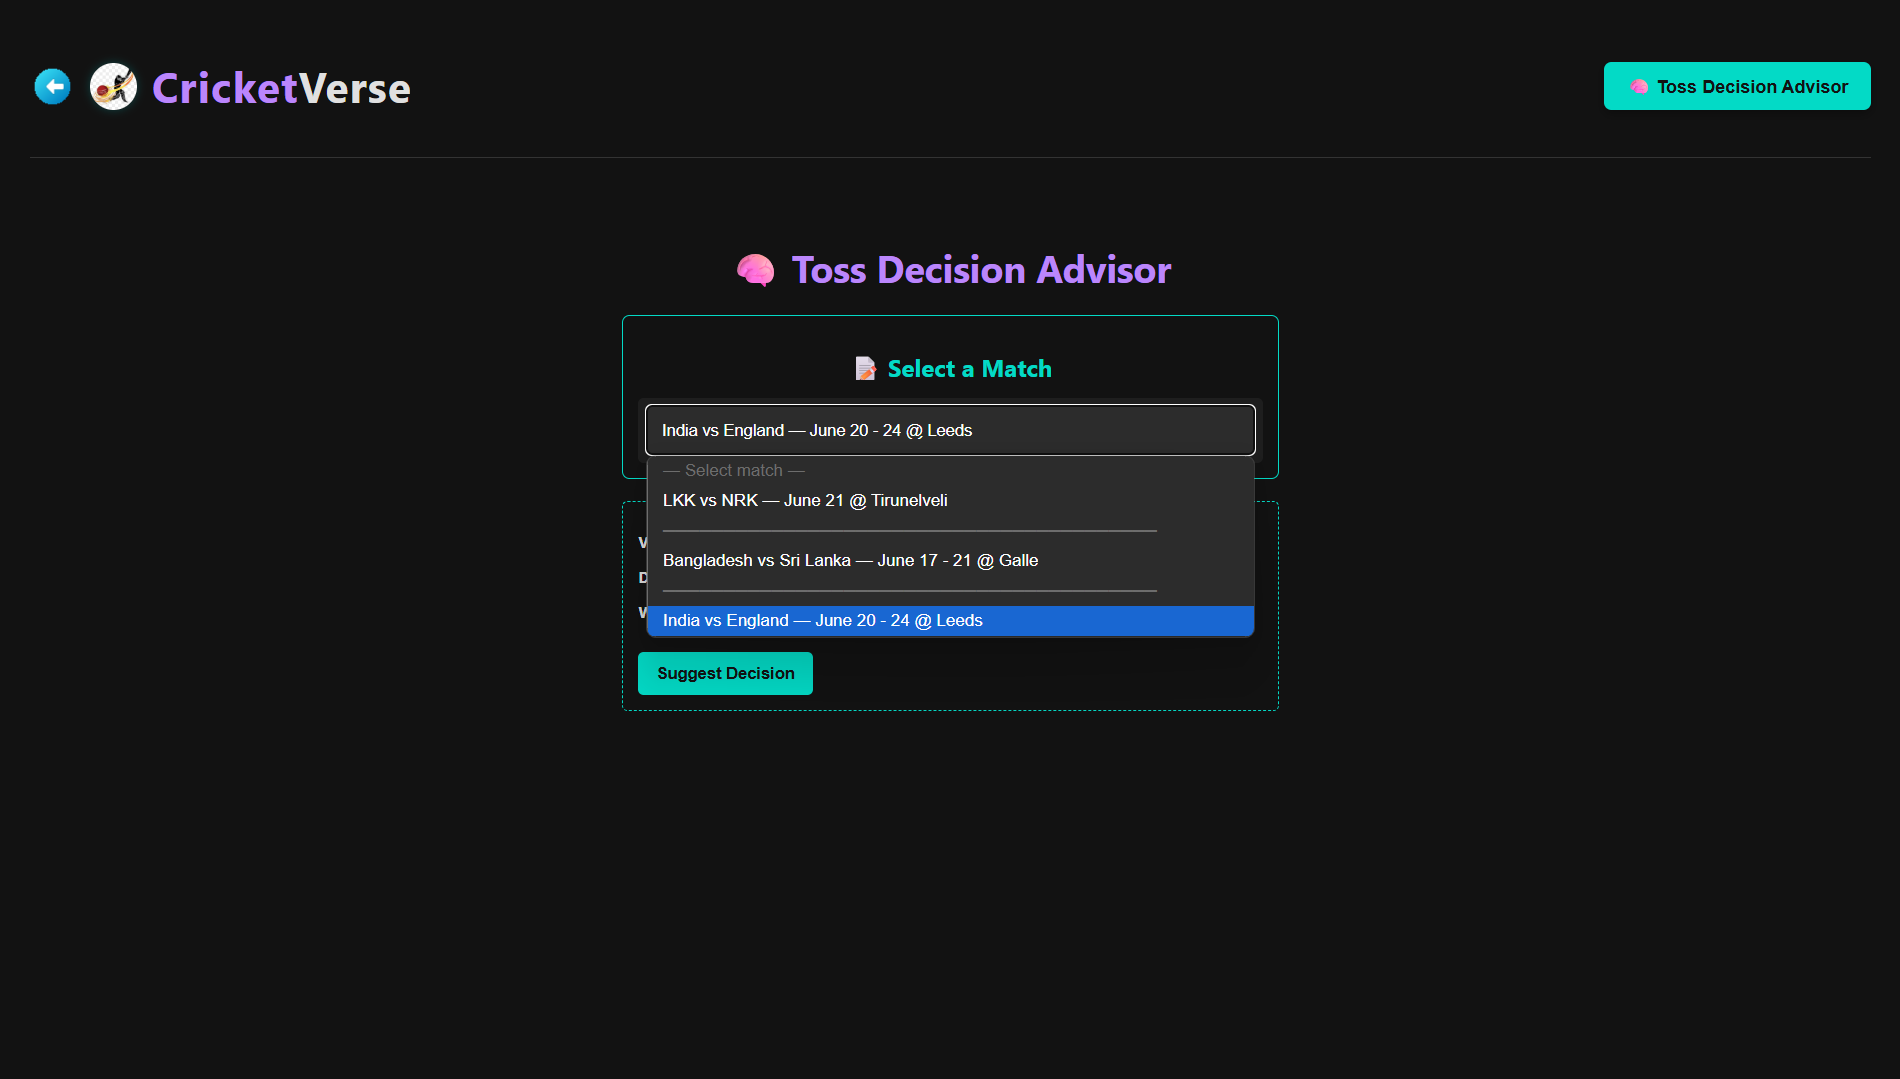 CricketVerse
Toss Decision Advisor
Toss Decision Advisor
Select a Match
India vs England — June 20 - 24 @ Leeds
— Select match —
LKK vs NRK — June 21 @ Tirunelveli
Bangladesh vs Sri Lanka — June 17 - 21 @ Galle
India vs England — June 20 - 24 @ Leeds
Suggest Decision